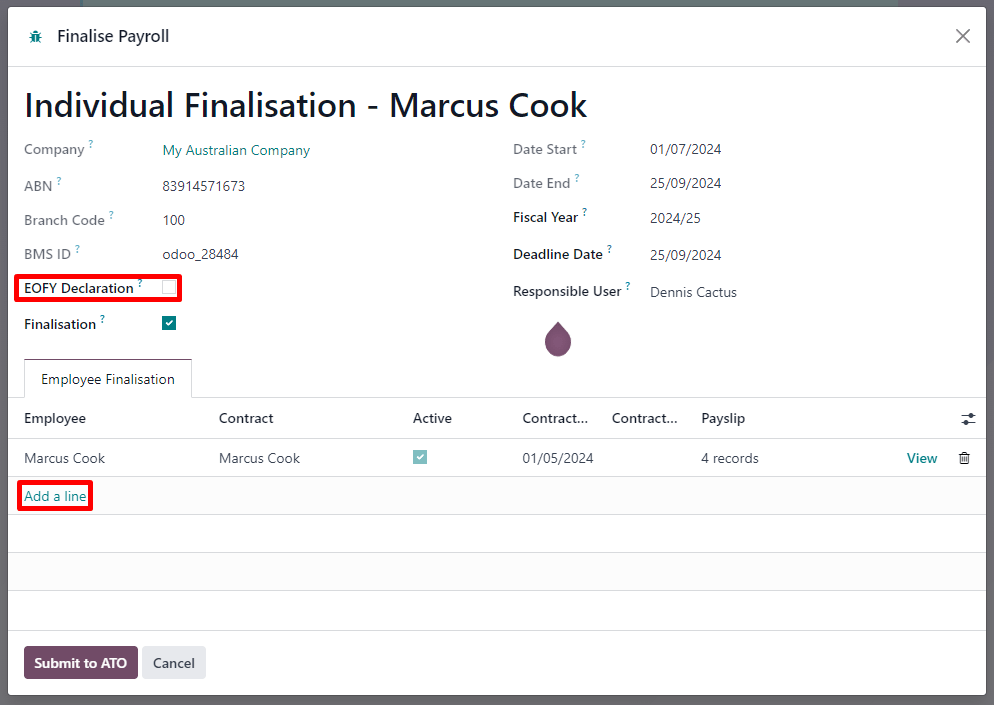 Finalise Payroll
Individual Finalisation - Marcus Cook
Company ? My Australian Company
ABN ? 83914571673
Branch Code ? 100
BMS ID ? odoo_28484
EOFY Declaration ?
Finalisation ?
Date Start ? 01/07/2024
Date End ? 25/09/2024
Fiscal Year ? 2024/25
Deadline Date ? 25/09/2024
Responsible User ? Dennis Cactus
Employee Finalisation
Employee Contract Active Contract... Contract... Payslip
Marcus Cook Marcus Cook 01/05/2024 4 records View
Add a line
Submit to ATO Cancel